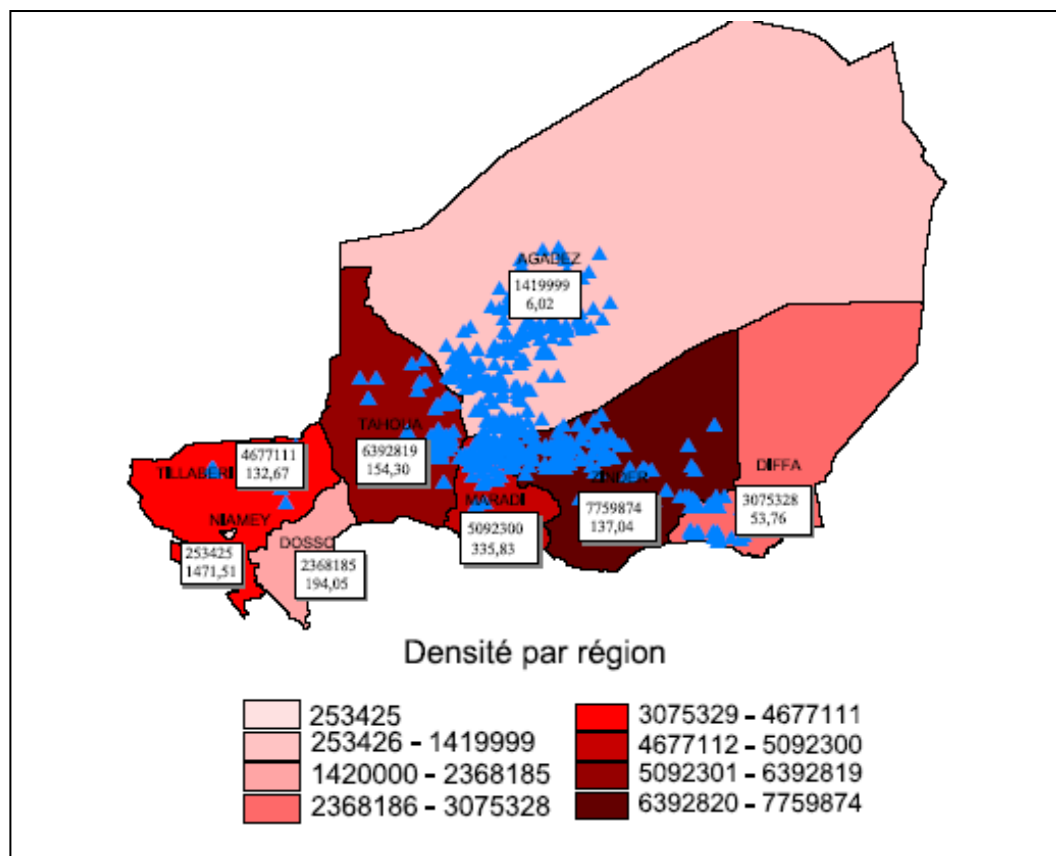 AGADEZ
1419999
6,02
TAHOUA
6392819
154,30
4677111
132,67
TILLABERI
NIAMEY
253425
1471,51
DOSSO
2368185
194,05
MARADI
5092300
335,83
ZINDER
7759874
137,04
DIFFA
3075328
53,76
Densité par région
253425
253426 - 1419999
1420000 - 2368185
2368186 - 3075328
3075329 - 4677111
4677112 - 5092300
5092301 - 6392819
6392820 - 7759874